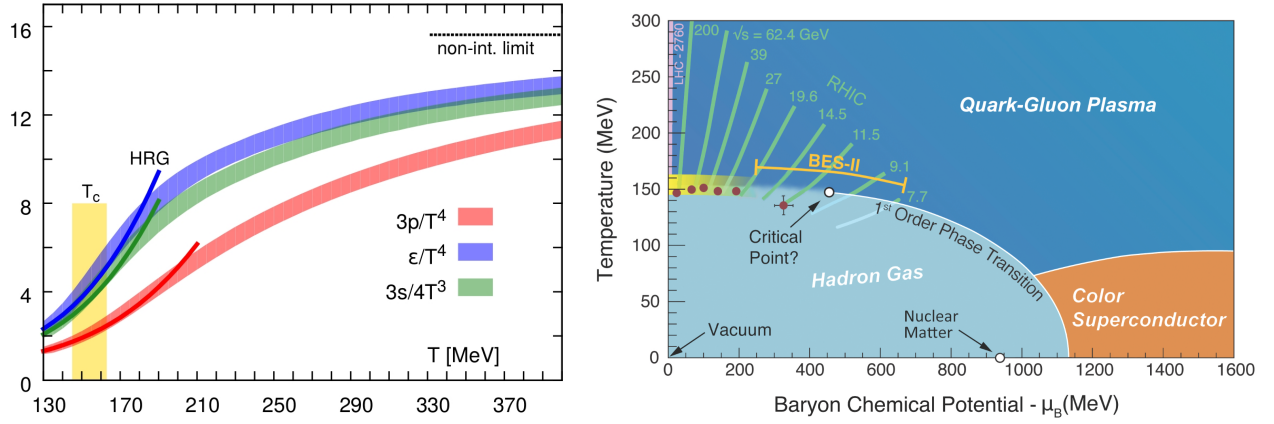 16
12
8
4
0
non-int. limit
HRG
T_c
3p/T^4
ε/T^4
3s/4T^3
T [MeV]
130 170 210 250 290 330 370
300
250
200
150
100
50
0
Temperature (MeV)
LHC - 2760
200
√s = 62.4 GeV
39
27
19.6
RHIC
14.5
11.5
9.1
7.7
BES-II
Quark-Gluon Plasma
1st Order Phase Transition
Critical
Point?
Hadron Gas
Color
Superconductor
Nuclear
Matter
Vacuum
0 200 400 600 800 1000 1200 1400 1600
Baryon Chemical Potential - μ_B(MeV)